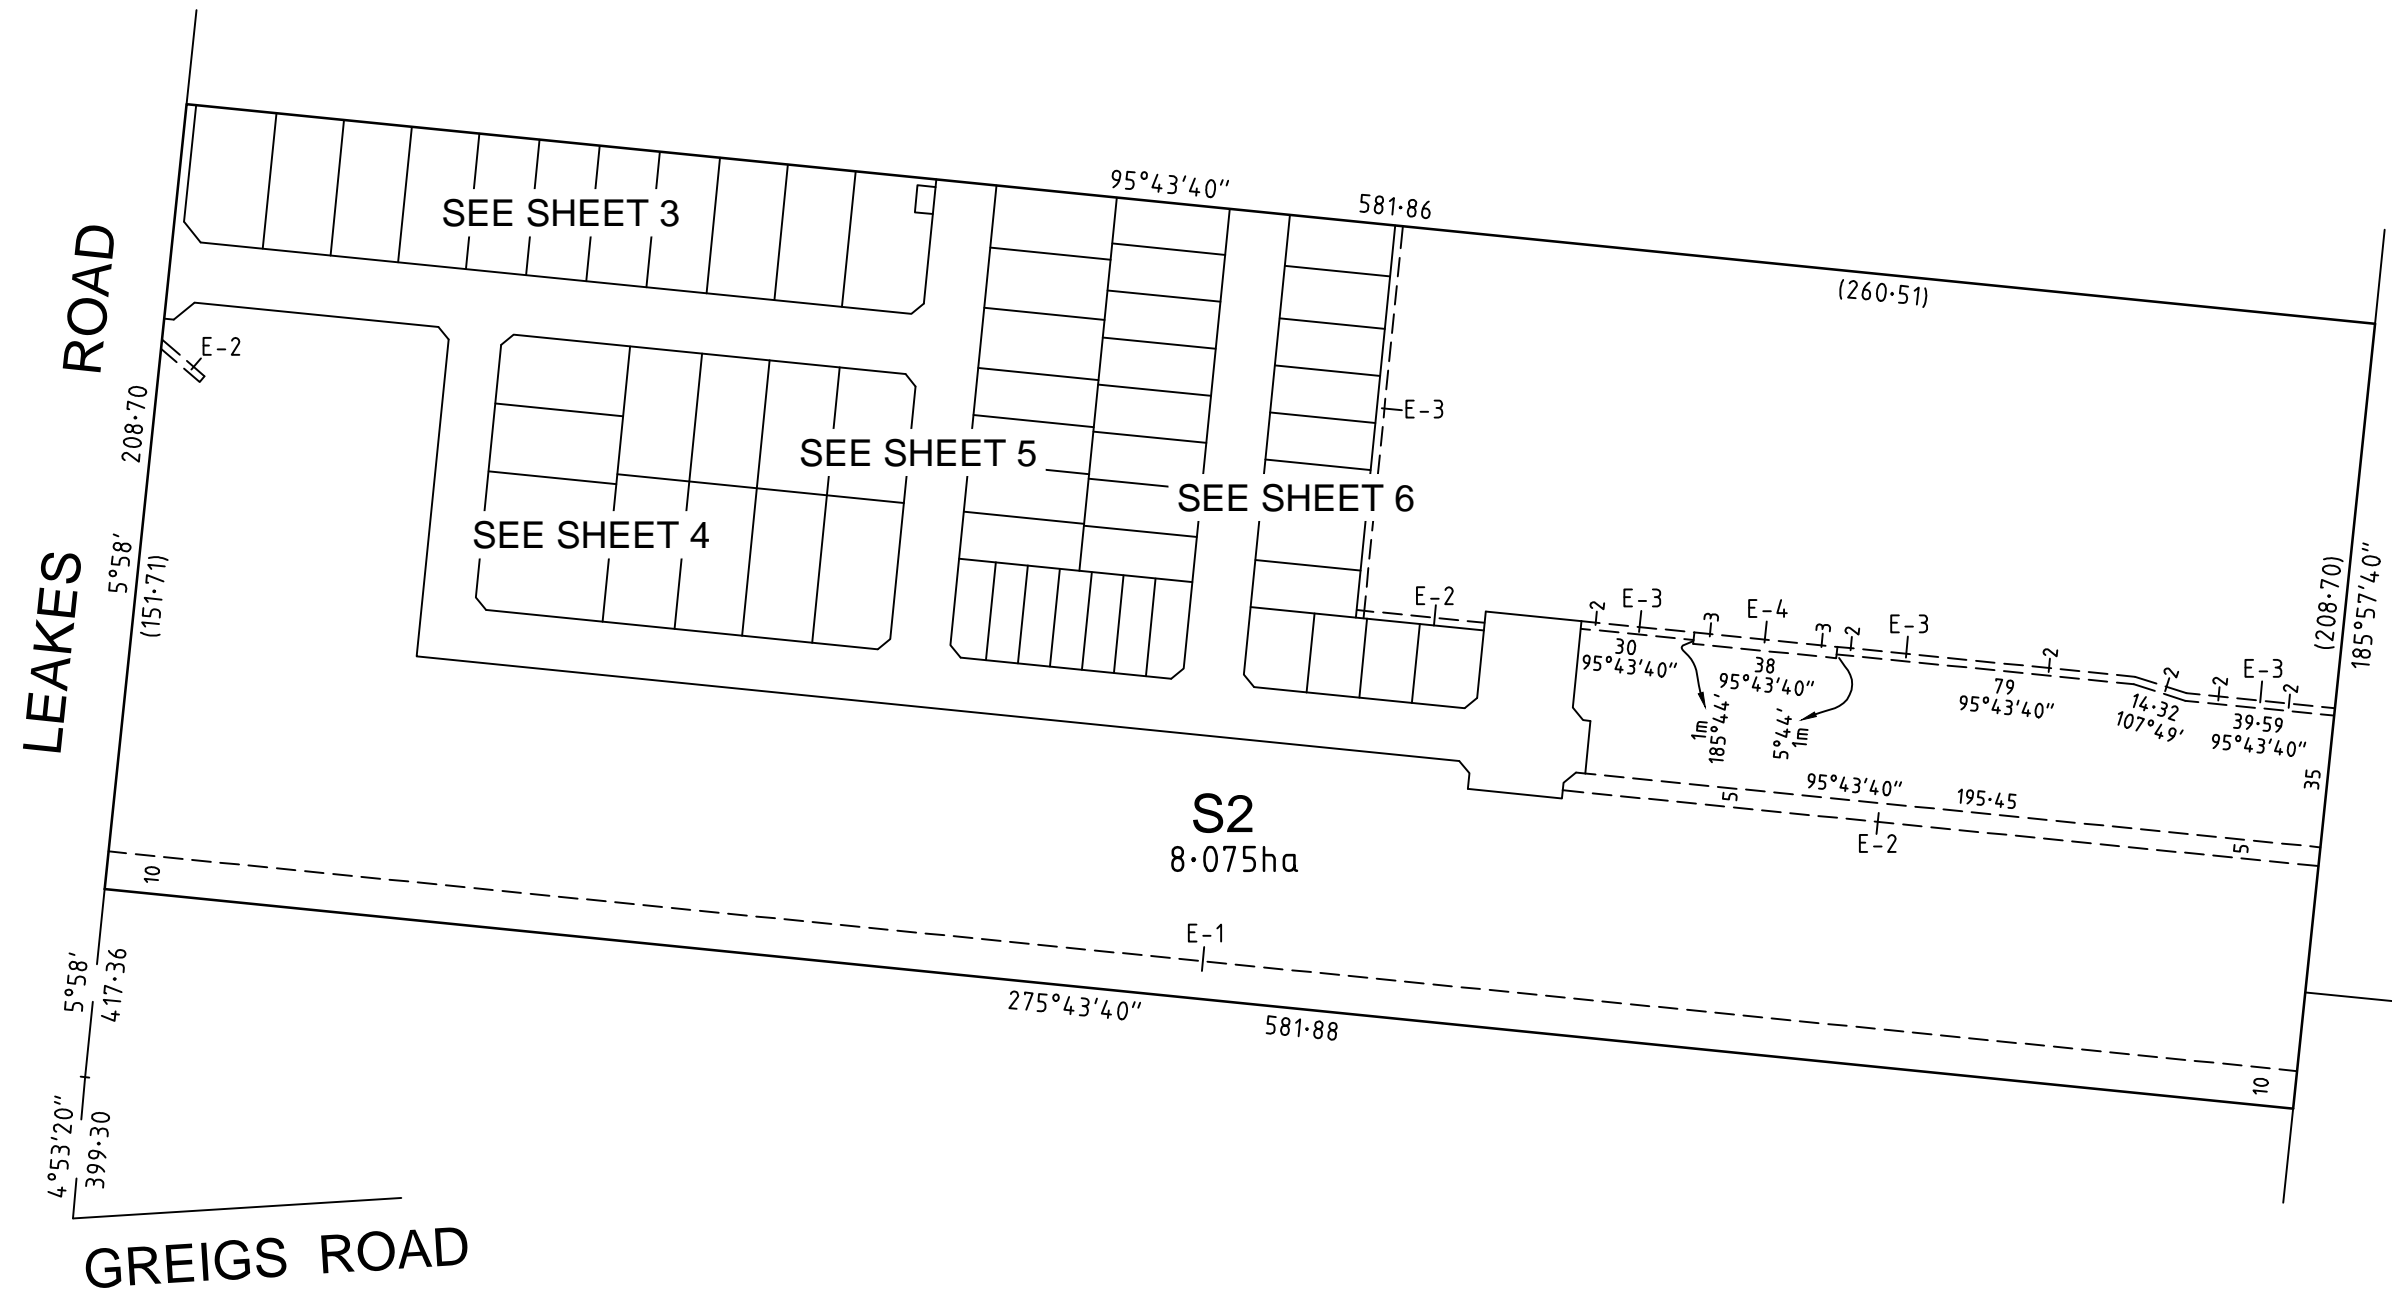 95°43'40"
581·86
SEE SHEET 3
(260·51)
ROAD
E-2
208·70
E-3
SEE SHEET 5
SEE SHEET 6
SEE SHEET 4
5°58'
(151·71)
LEAKES
E-2
2
E-3
3
E-4
3
2
E-3
2
2
2
E-3
2
(208·70)
185°57'40"
30
95°43'40"
38
95°43'40"
79
95°43'40"
14·32
107°49'
39·59
95°43'40"
1m
185°44'
5°44'
1m
35
95°43'40"
195·45
5
5
E-2
S2
8·075ha
10
E-1
275°43'40"
581·88
10
5°58'
417·36
4°53'20"
399·30
GREIGS ROAD